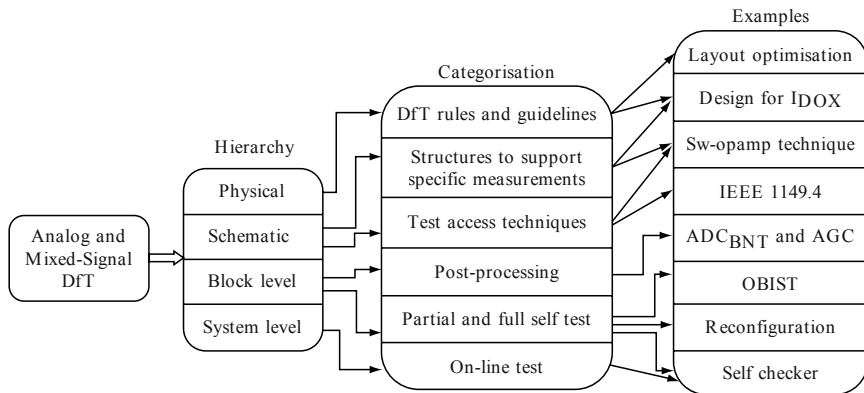 Examples
Layout optimisation
Categorisation
DfT rules and guidelines
Design for IDOX
Hierarchy
Structures to support
specific measurements
Sw-opamp technique
Physical
IEEE 1149.4
Analog and
Mixed-Signal
DfT
Schematic
Test access techniques
ADCBNT and AGC
Block level
Post-processing
OBIST
System level
Partial and full self test
Reconfiguration
On-line test
Self checker